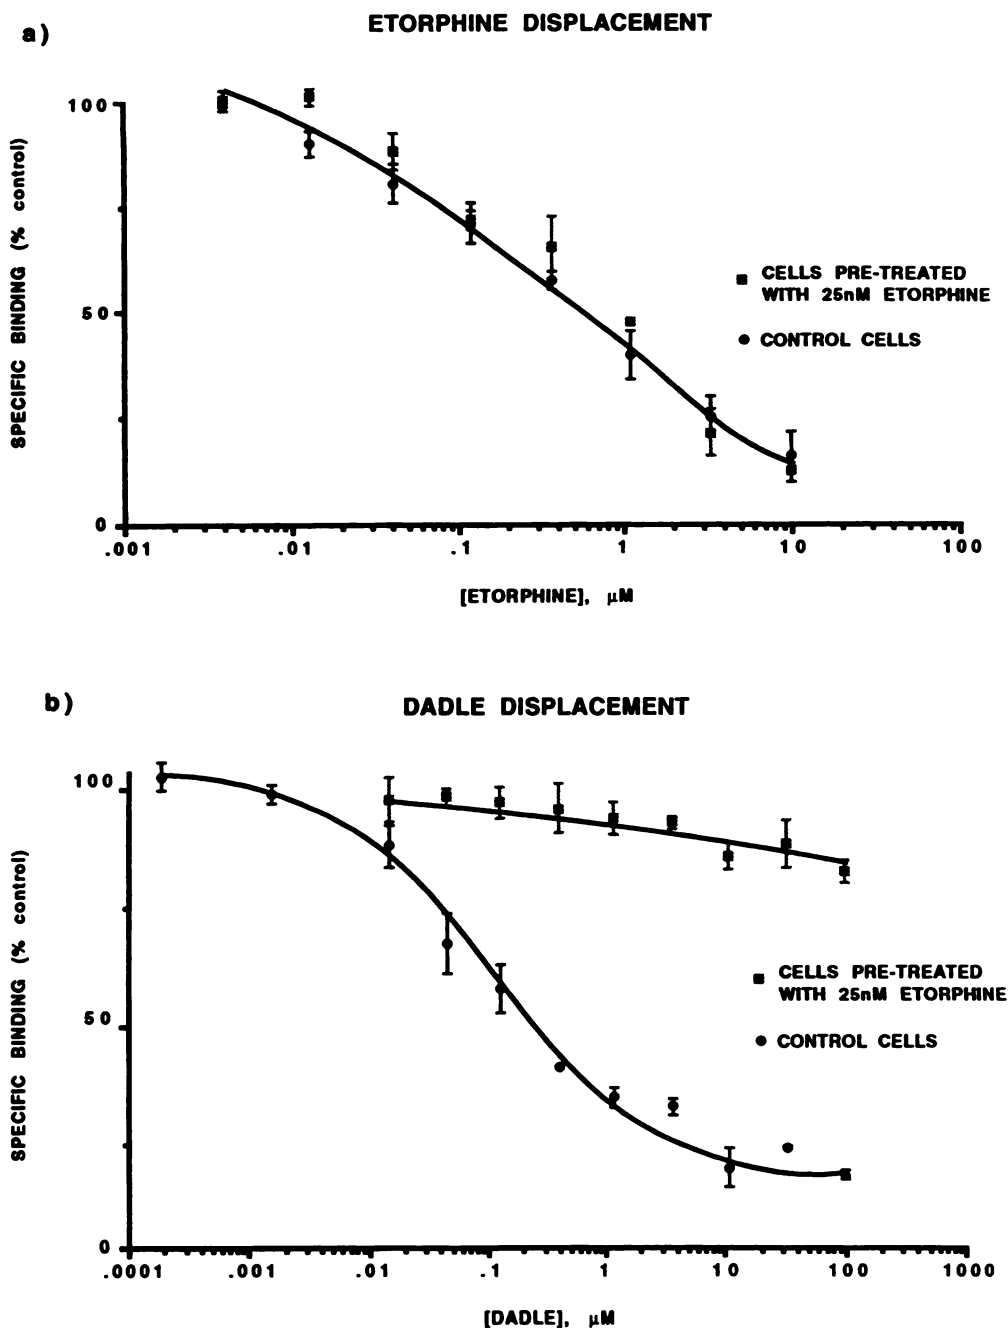 a)
ETORPHINE DISPLACEMENT
SPECIFIC BINDING (% control)
100
50
0
.001
.01
.1
1
10
100
[ETORPHINE], µM
CELLS PRE-TREATED
WITH 25nM ETORPHINE
CONTROL CELLS
b)
DADLE DISPLACEMENT
SPECIFIC BINDING (% control)
100
50
0
.0001
.001
.01
.1
1
10
100
1000
[DADLE], µM
CELLS PRE-TREATED
WITH 25nM ETORPHINE
CONTROL CELLS